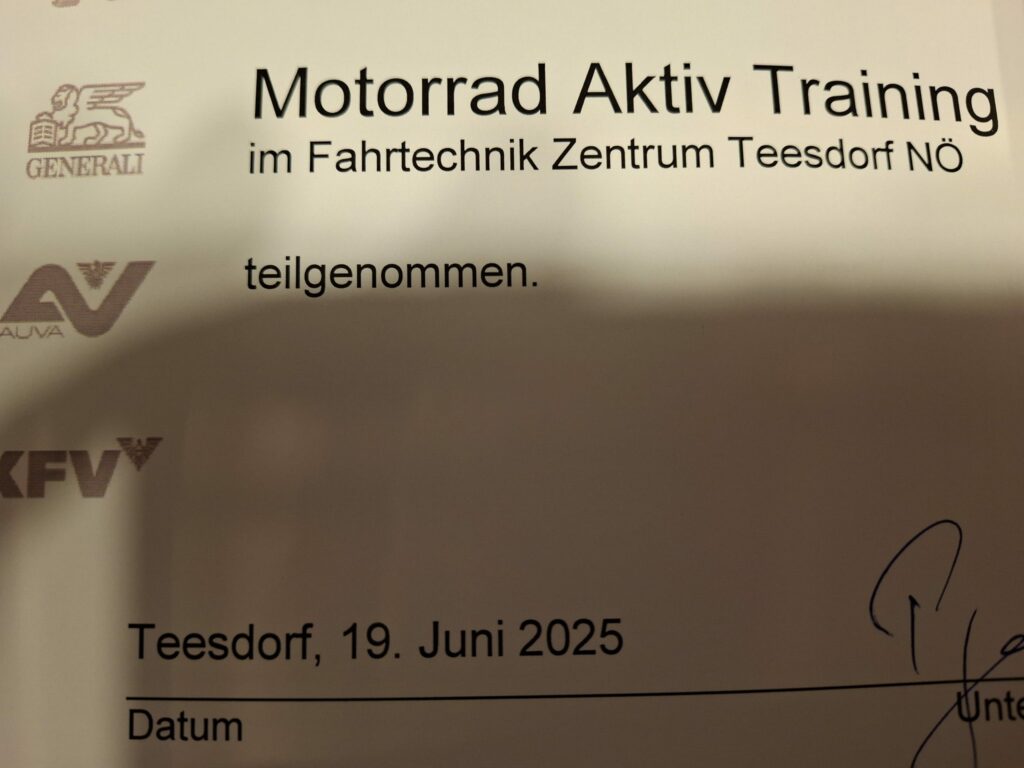 Motorrad Aktiv Training
im Fahrtechnik Zentrum Teesdorf NÖ
GENERALI
teilgenommen.
AUVA
KFV
Teesdorf, 19. Juni 2025
Datum